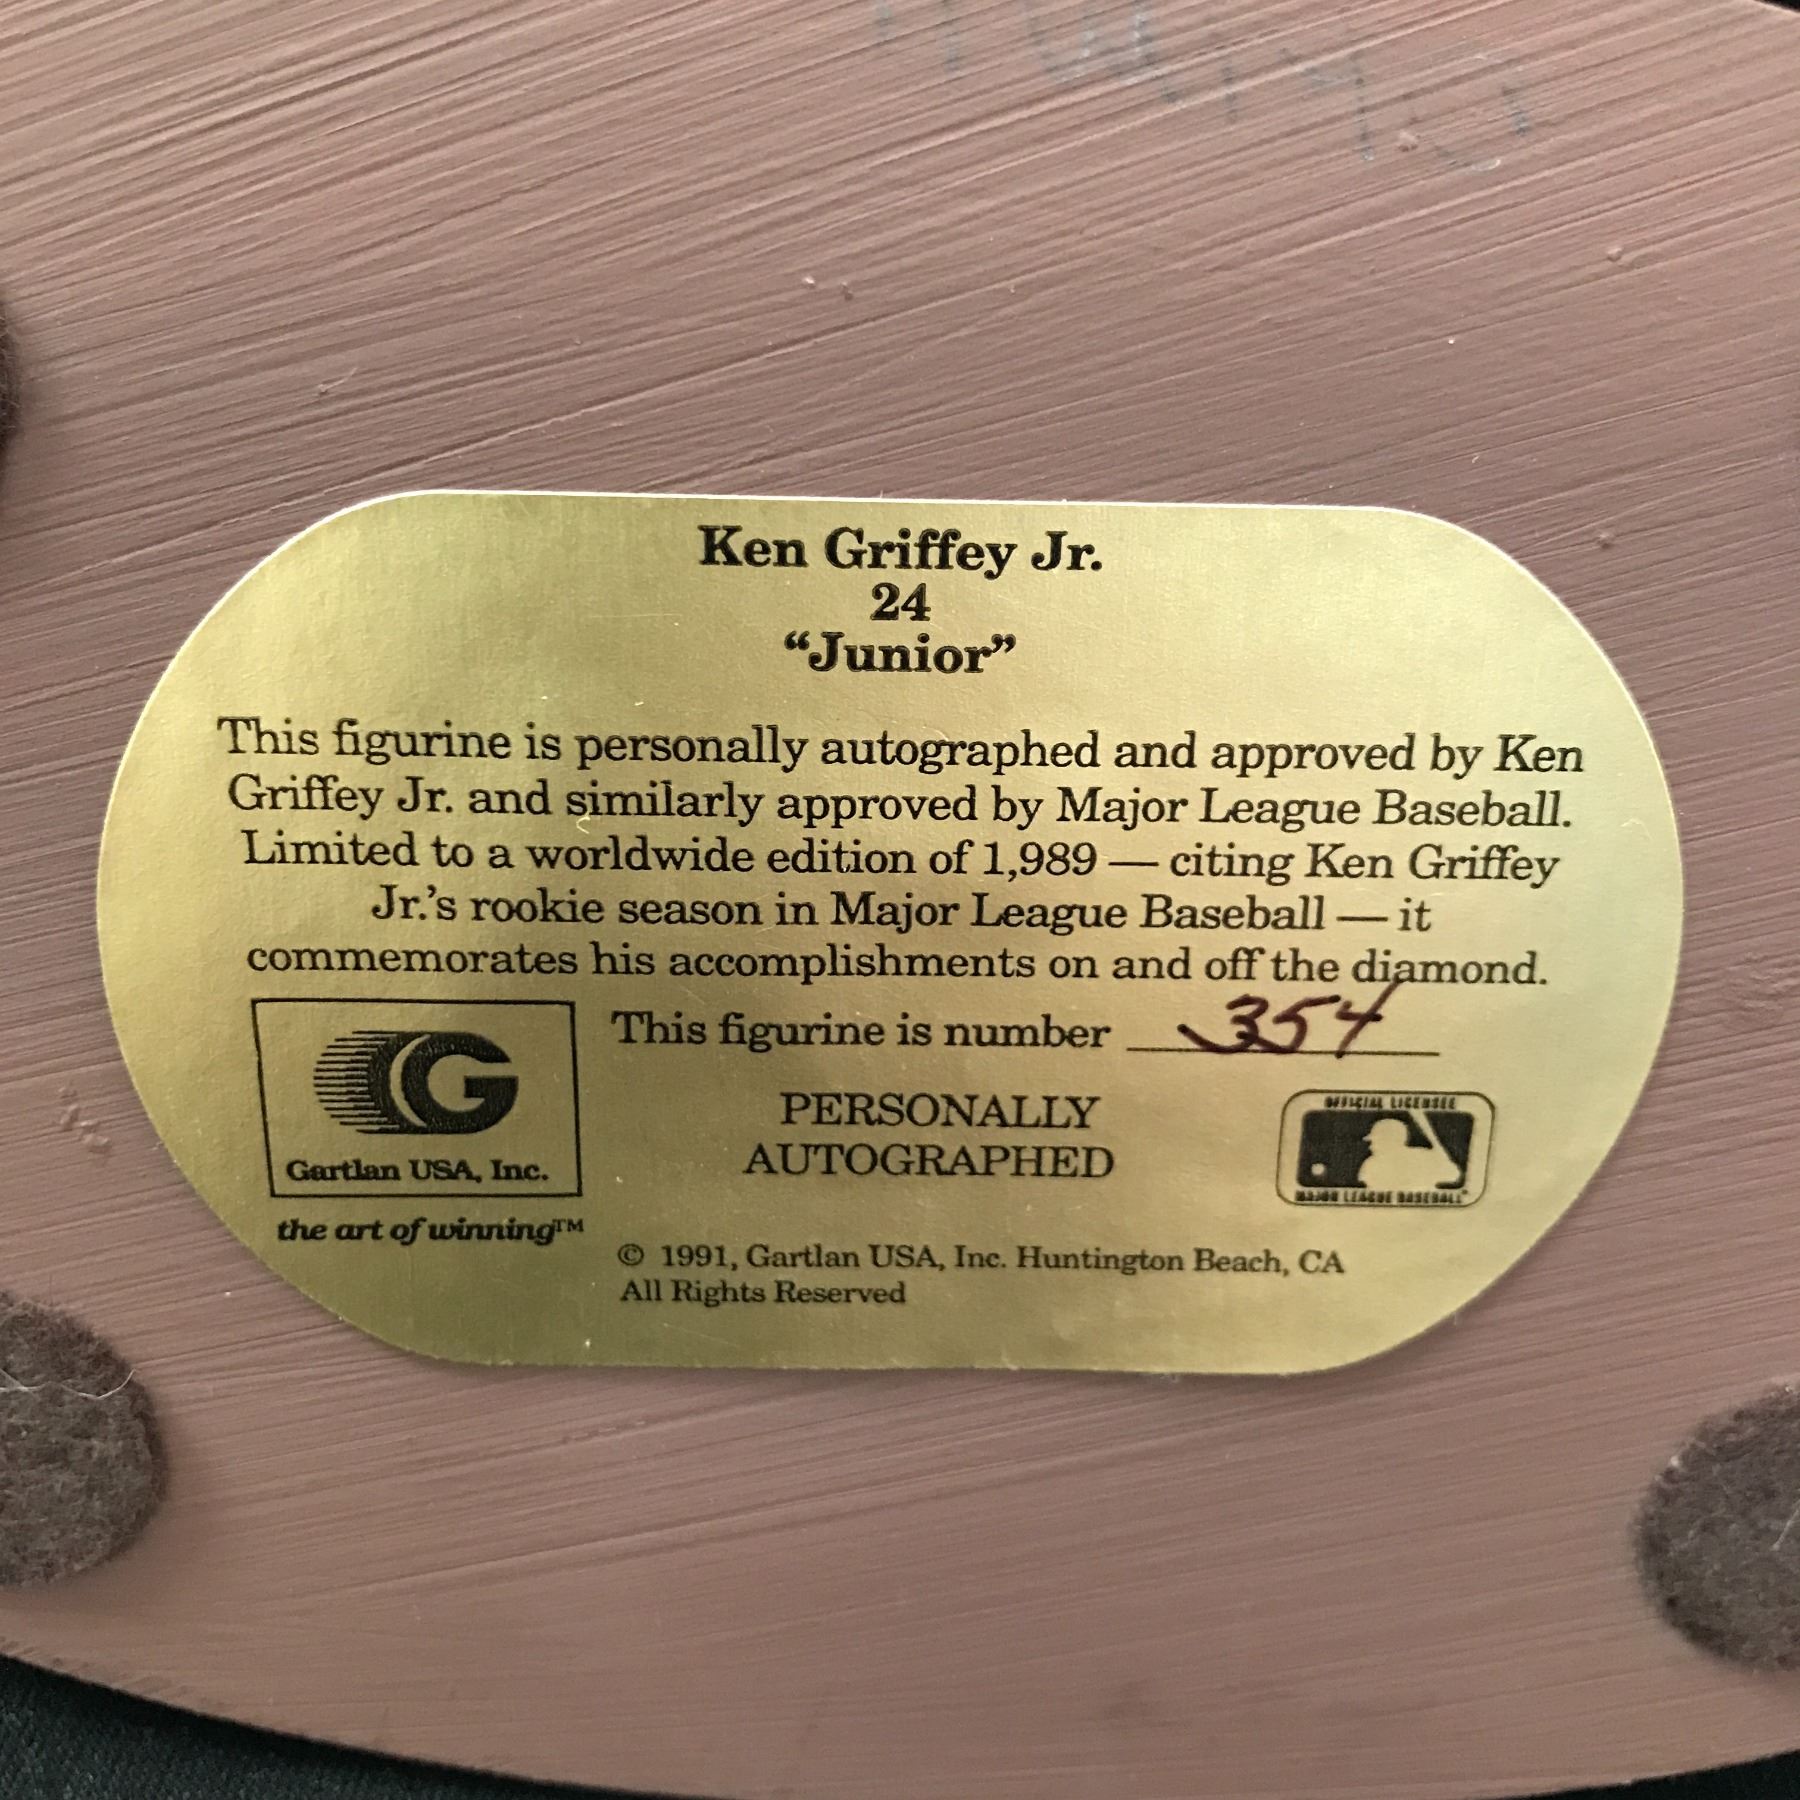 Ken Griffey Jr.
24
“Junior”
This figurine is personally autographed and approved by Ken
Griffey Jr. and similarly approved by Major League Baseball.
Limited to a worldwide edition of 1,989 — citing Ken Griffey
Jr.'s rookie season in Major League Baseball — it
commemorates his accomplishments on and off the diamond.
This figurine is number 354
G
Gartlan USA, Inc.
the art of winning™
PERSONALLY
AUTOGRAPHED
OFFICIAL LICENSEE
MAJOR LEAGUE BASEBALL
© 1991, Gartlan USA, Inc. Huntington Beach, CA
All Rights Reserved